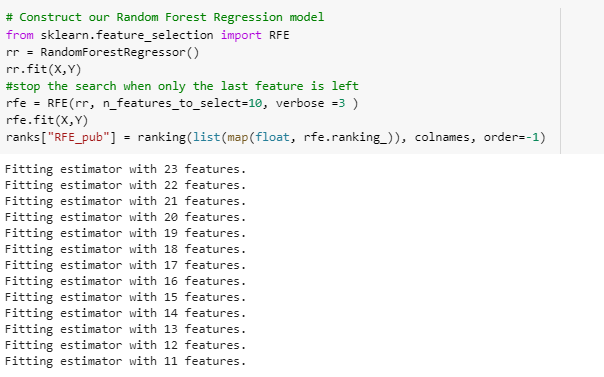 # Construct our Random Forest Regression model
from sklearn.feature_selection import RFE
rr = RandomForestRegressor()
rr.fit(X,Y)
#stop the search when only the last feature is left
rfe = RFE(rr, n_features_to_select=10, verbose =3 )
rfe.fit(X,Y)
ranks["RFE_pub"] = ranking(list(map(float, rfe.ranking_)), colnames, order=-1)
Fitting estimator with 23 features.
Fitting estimator with 22 features.
Fitting estimator with 21 features.
Fitting estimator with 20 features.
Fitting estimator with 19 features.
Fitting estimator with 18 features.
Fitting estimator with 17 features.
Fitting estimator with 16 features.
Fitting estimator with 15 features.
Fitting estimator with 14 features.
Fitting estimator with 13 features.
Fitting estimator with 12 features.
Fitting estimator with 11 features.